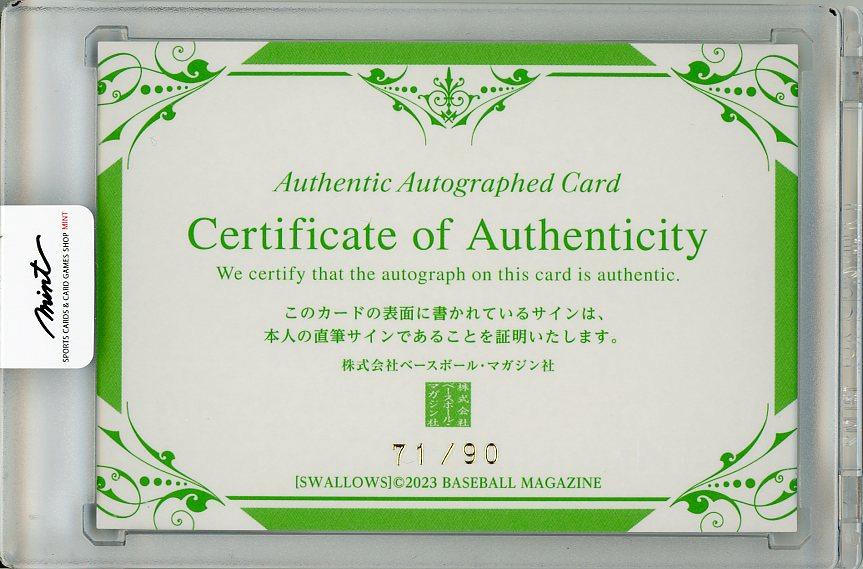 Authentic Autographed Card
Certificate of Authenticity
We certify that the autograph on this card is authentic.
このカードの表面に書かれているサインは、
本人の直筆サインであることを証明いたします。
株式会社ベースボール・マガジン社
株式会社
ベースボール・
マガジン社
71/90
[SWALLOWS]©2023 BASEBALL MAGAZINE
mint
SPORTS CARDS & CARD GAMES SHOP MINT